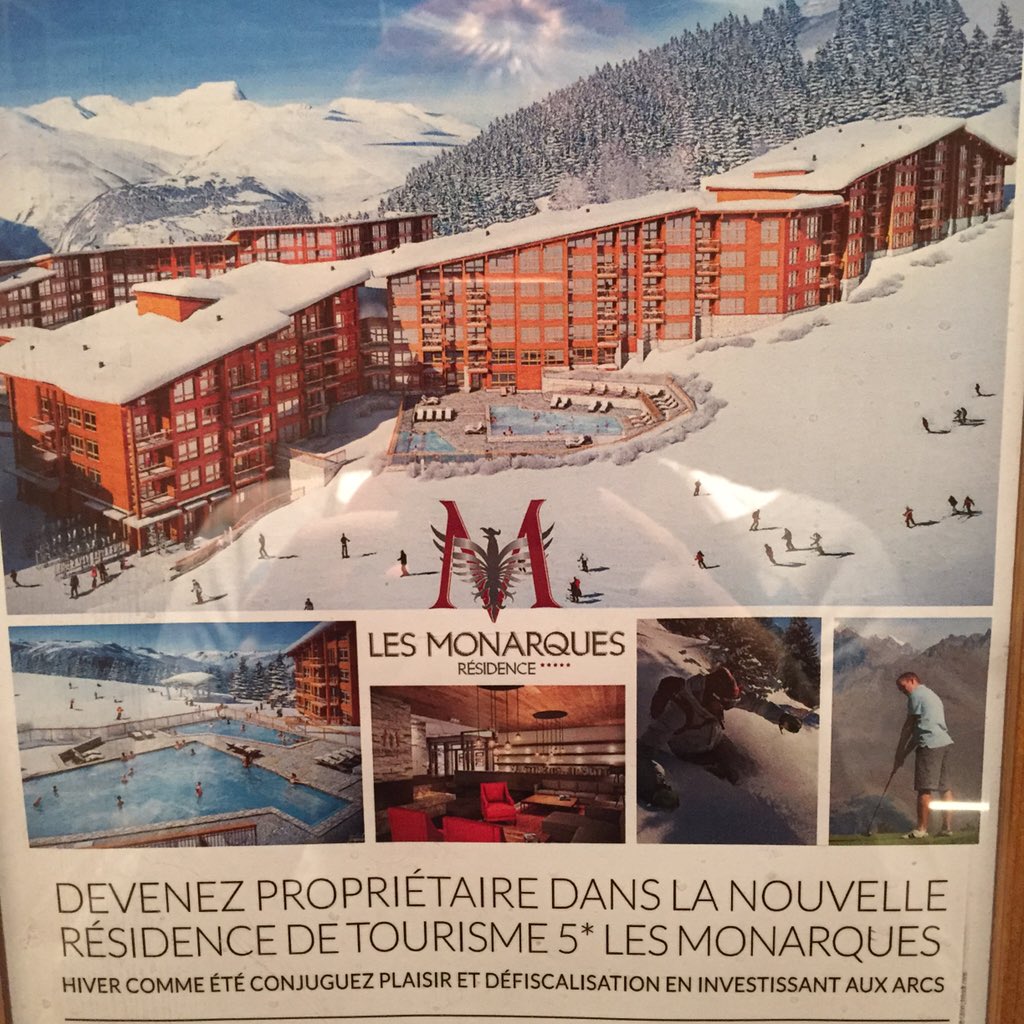 M
LES MONARQUES
RÉSIDENCE *****
DEVENEZ PROPRIÉTAIRE DANS LA NOUVELLE
RÉSIDENCE DE TOURISME 5* LES MONARQUES
HIVER COMME ÉTÉ CONJUGUEZ PLAISIR ET DÉFISCALISATION EN INVESTISSANT AUX ARCS